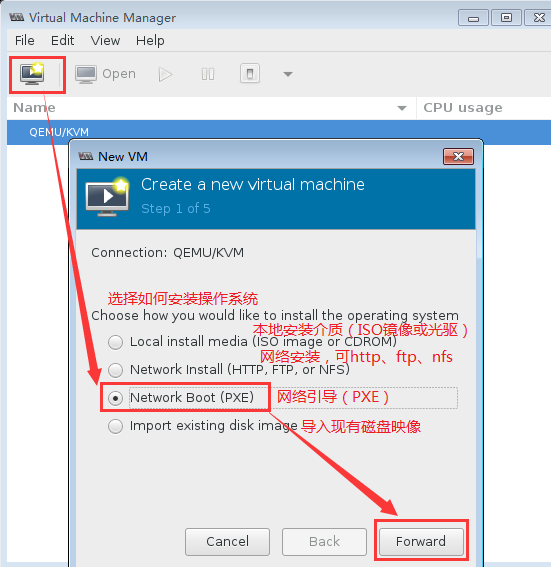 Virtual Machine Manager
File Edit View Help
Open
Name CPU usage
QEMU/KVM
New VM
Create a new virtual machine
Step 1 of 5
Connection: QEMU/KVM
选择如何安装操作系统
Choose how you would like to install the operating system
本地安装介质（ISO镜像或光驱）
Local install media (ISO image or CDROM)
网络安装，可http、ftp、nfs
Network Install (HTTP, FTP, or NFS)
Network Boot (PXE) 网络引导（PXE）
Import existing disk image 导入现有磁盘映像
Cancel Back Forward